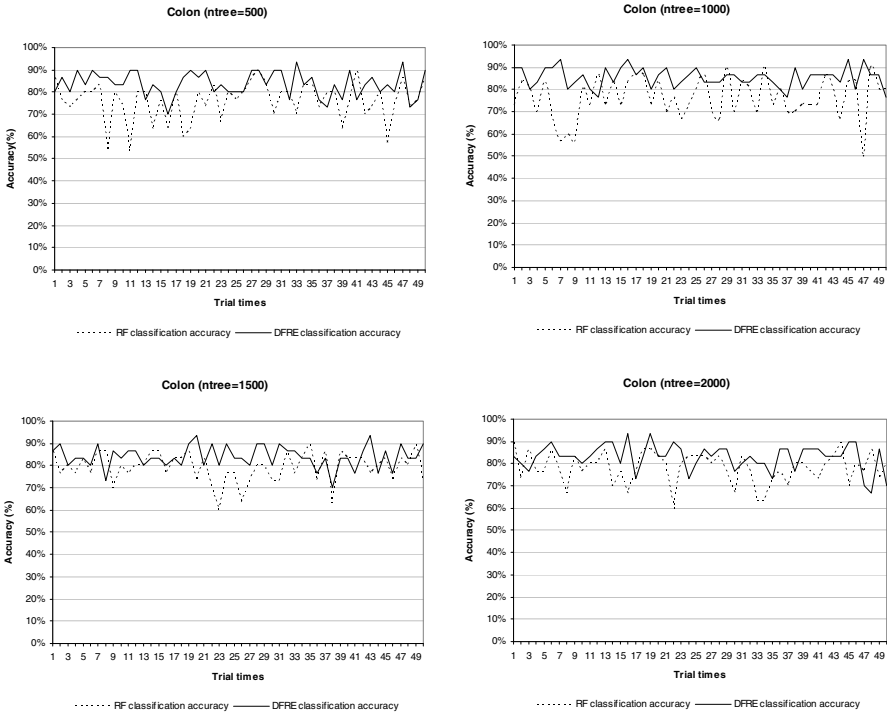 Colon (ntree=500)
Accuracy(%)
100%
90%
80%
70%
60%
50%
40%
30%
20%
10%
0%
1 3 5 7 9 11 13 15 17 19 21 23 25 27 29 31 33 35 37 39 41 43 45 47 49
Trial times
RF classification accuracy DFRE classification accuracy
Colon (ntree=1000)
Accuracy (%)
100%
90%
80%
70%
60%
50%
40%
30%
20%
10%
0%
1 3 5 7 9 11 13 15 17 19 21 23 25 27 29 31 33 35 37 39 41 43 45 47 49
Trial times
RF classification accuracy DFRE classification accuracy
Colon (ntree=1500)
Accuracy (%)
100%
90%
80%
70%
60%
50%
40%
30%
20%
10%
0%
1 3 5 7 9 11 13 15 17 19 21 23 25 27 29 31 33 35 37 39 41 43 45 47 49
Trial times
RF classification accuracy DFRE classification accuracy
Colon (ntree=2000)
Accuracy (%)
100%
90%
80%
70%
60%
50%
40%
30%
20%
10%
0%
1 3 5 7 9 11 13 15 17 19 21 23 25 27 29 31 33 35 37 39 41 43 45 47 49
Trial times
RF classification accuracy DFRE classification accuracy